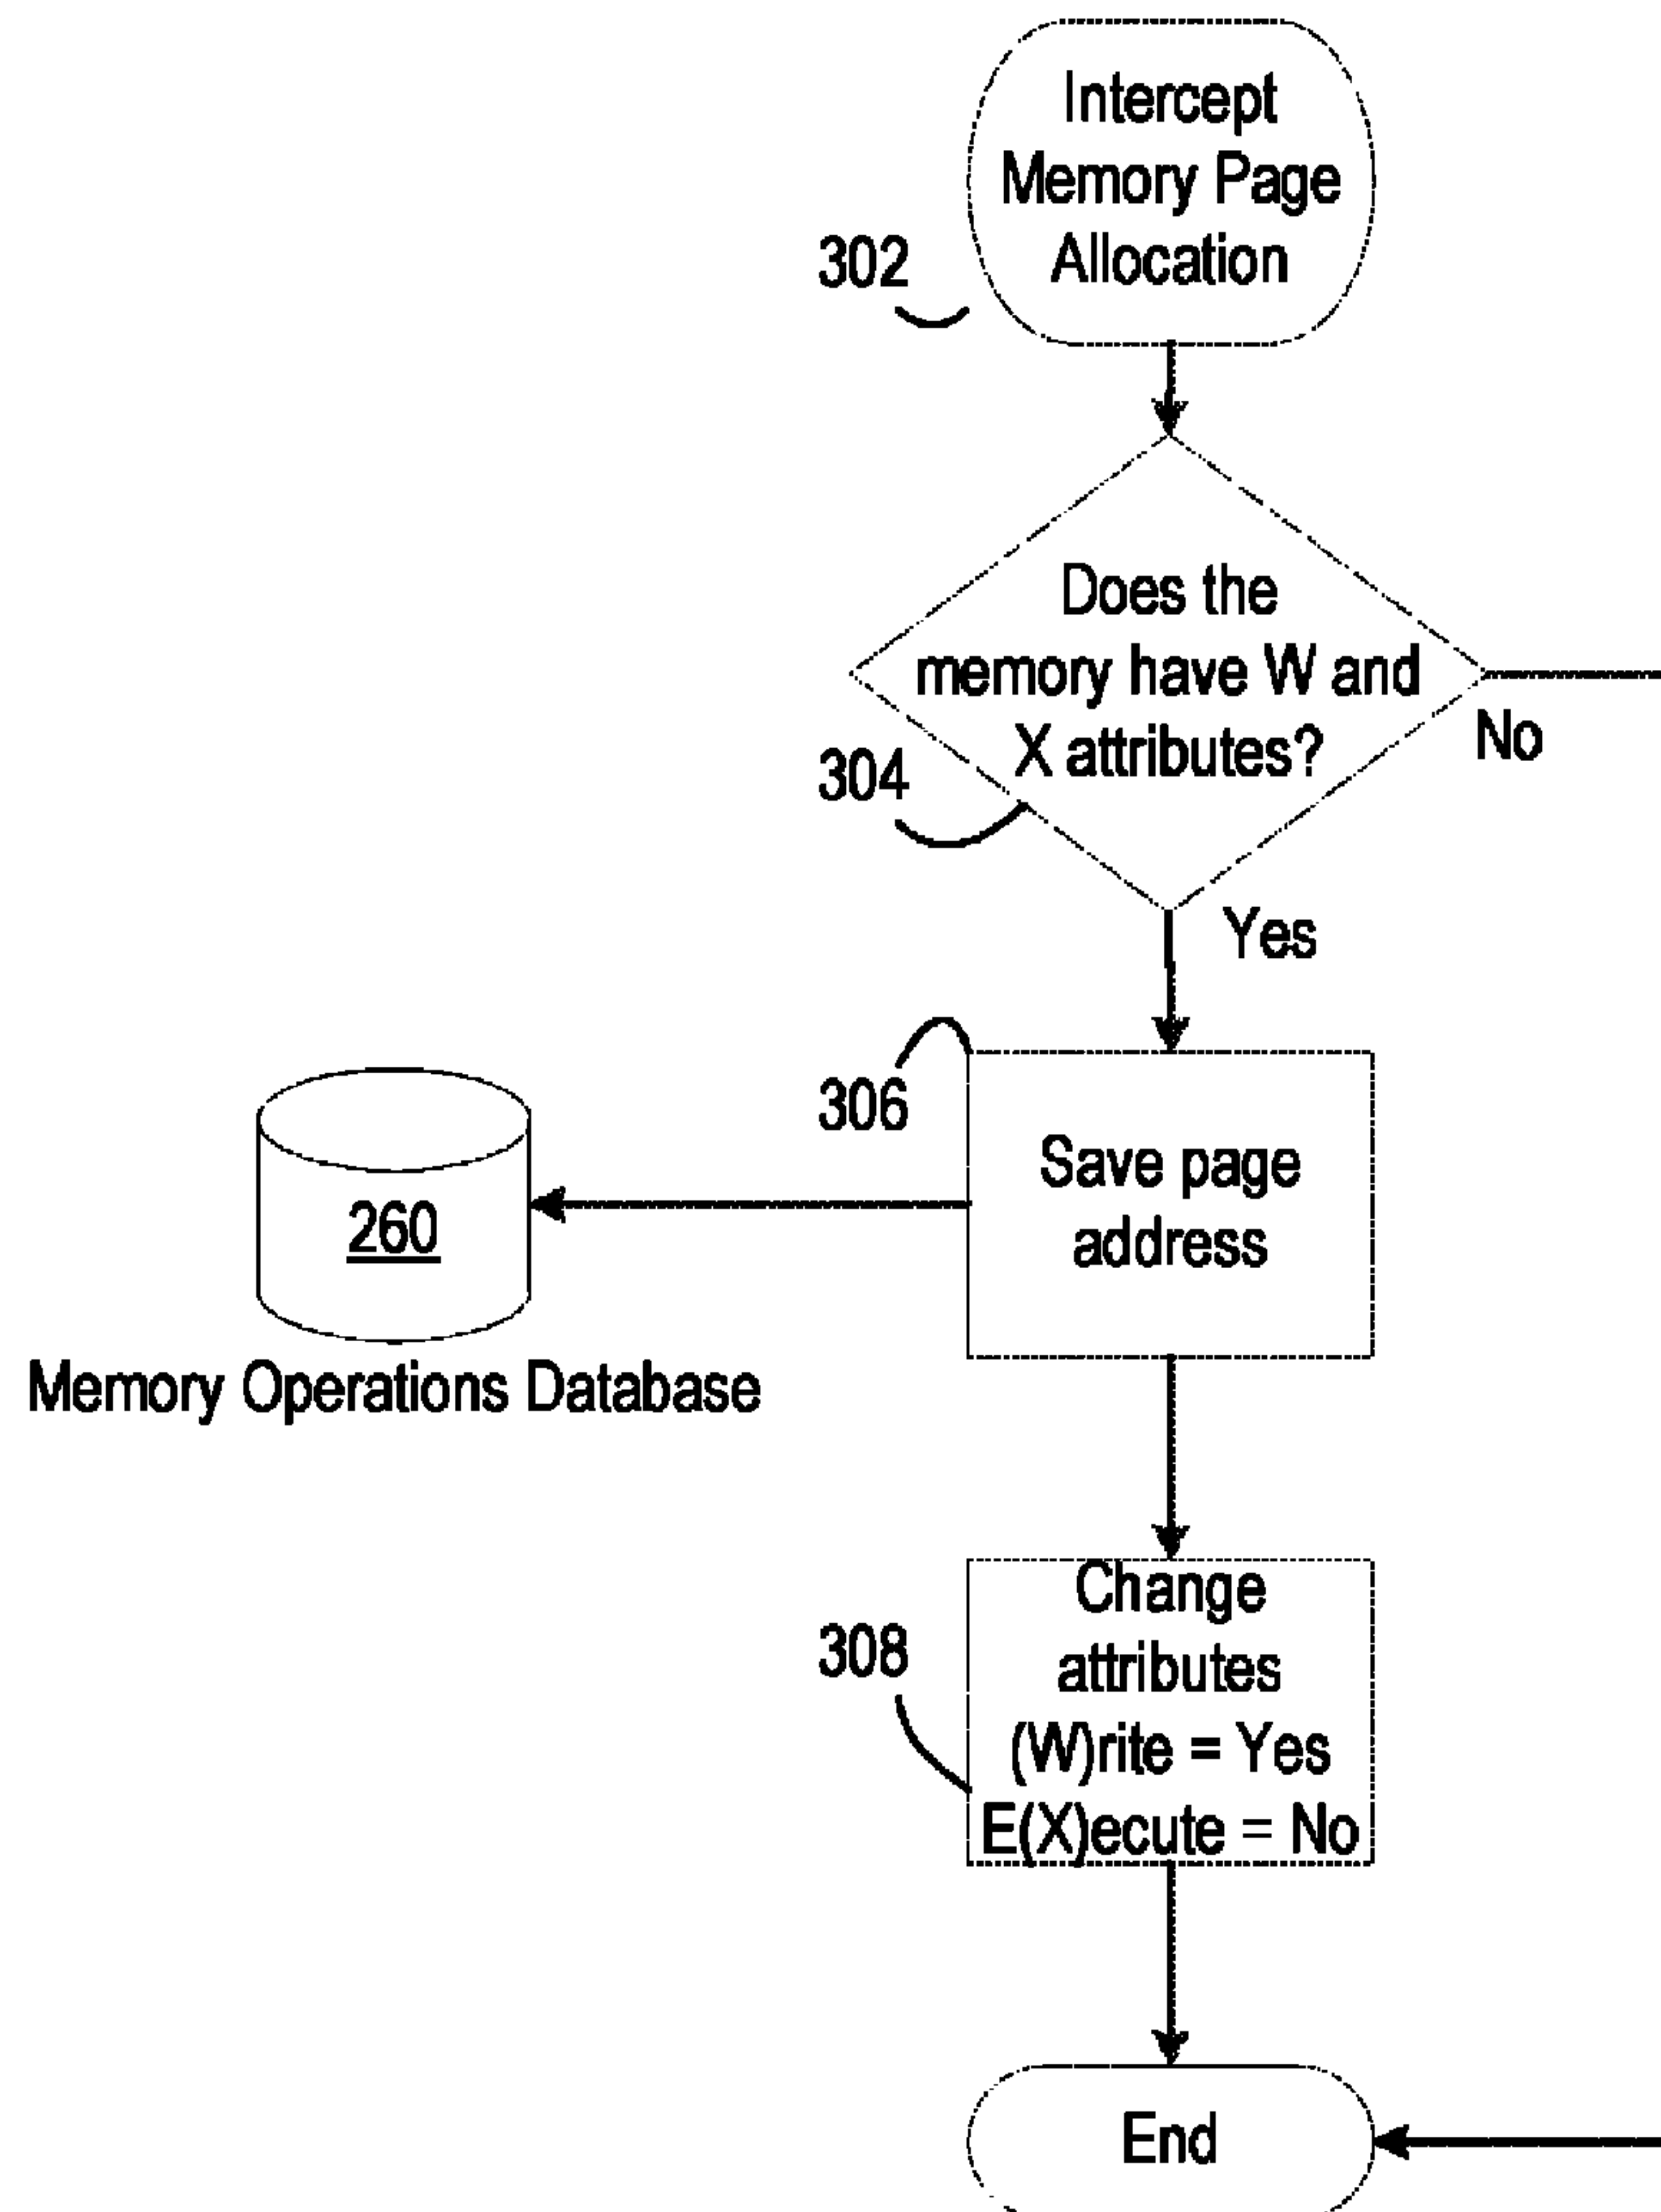 Intercept
Memory Page
Allocation
302
Does the
memory have W and
X attributes?
304
No
Yes
306
Save page
address
260
Memory Operations Database
Change
attributes
(W)rite = Yes
E(X)ecute = No
308
End